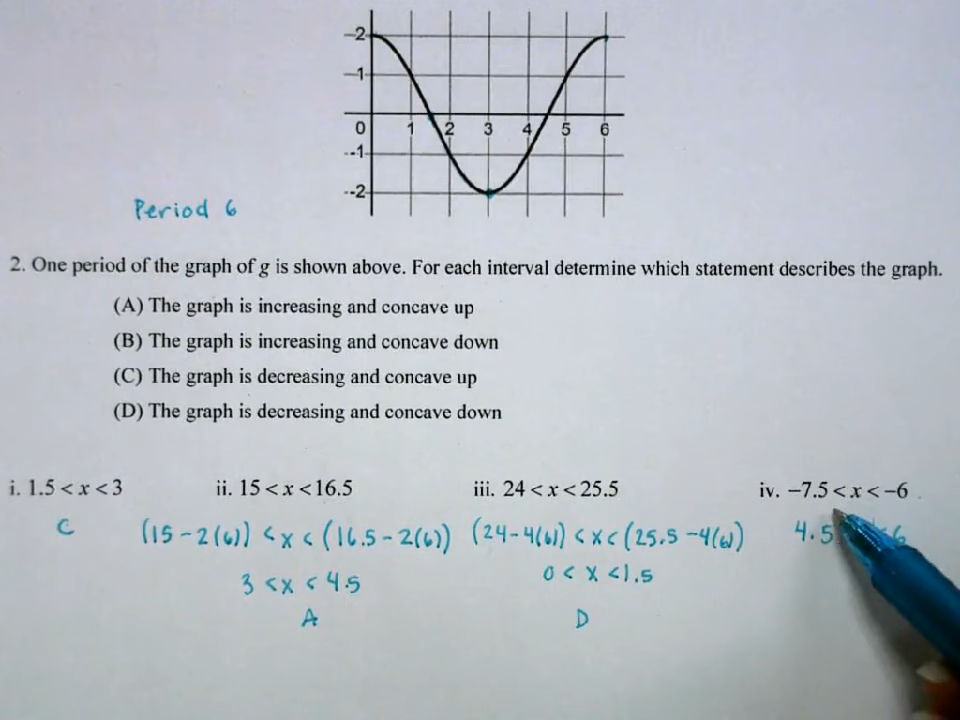 2
1
0 1 2 3 4 5 6
-1
-2
Period 6
2. One period of the graph of g is shown above. For each interval determine which statement describes the graph.
(A) The graph is increasing and concave up
(B) The graph is increasing and concave down
(C) The graph is decreasing and concave up
(D) The graph is decreasing and concave down
i. 1.5 < x < 3 ii. 15 < x < 16.5 iii. 24 < x < 25.5 iv. −7.5 < x < −6
C (15-2(6)) < x < (16.5-2(6)) (24-4(6)) < x < (25.5-4(6)) 4.5 < 6
3 < x < 4.5 0 < x < 1.5
A D